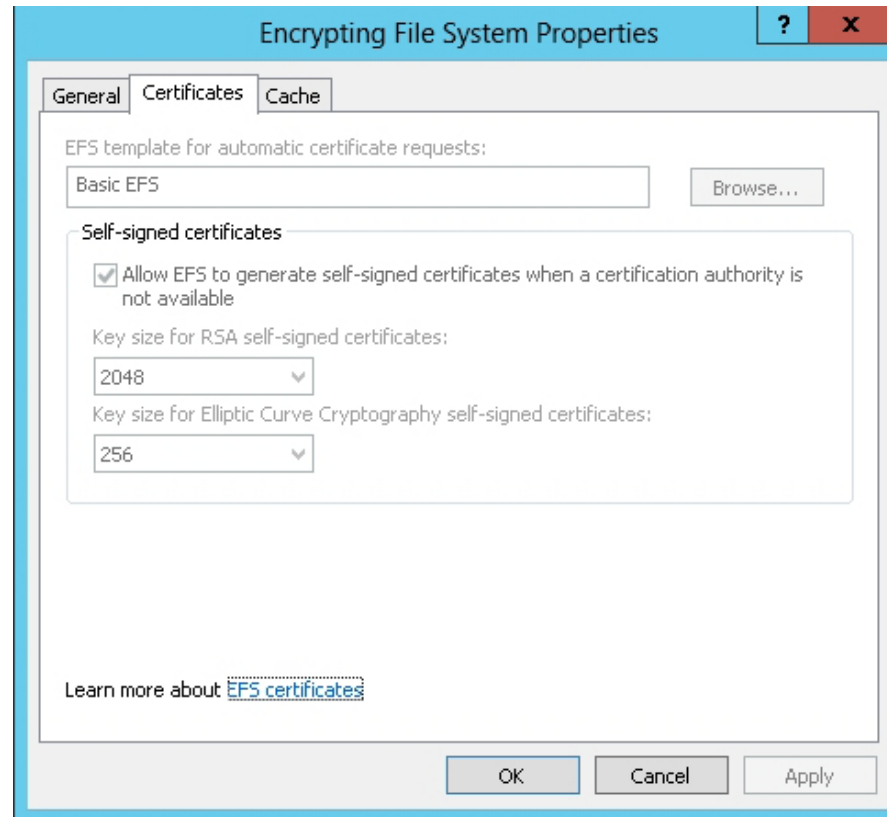 Encrypting File System Properties
? x
General Certificates Cache
EFS template for automatic certificate requests:
Basic EFS Browse...
Self-signed certificates
Allow EFS to generate self-signed certificates when a certification authority is
not available
Key size for RSA self-signed certificates:
2048
Key size for Elliptic Curve Cryptography self-signed certificates:
256
Learn more about EFS certificates
OK Cancel Apply